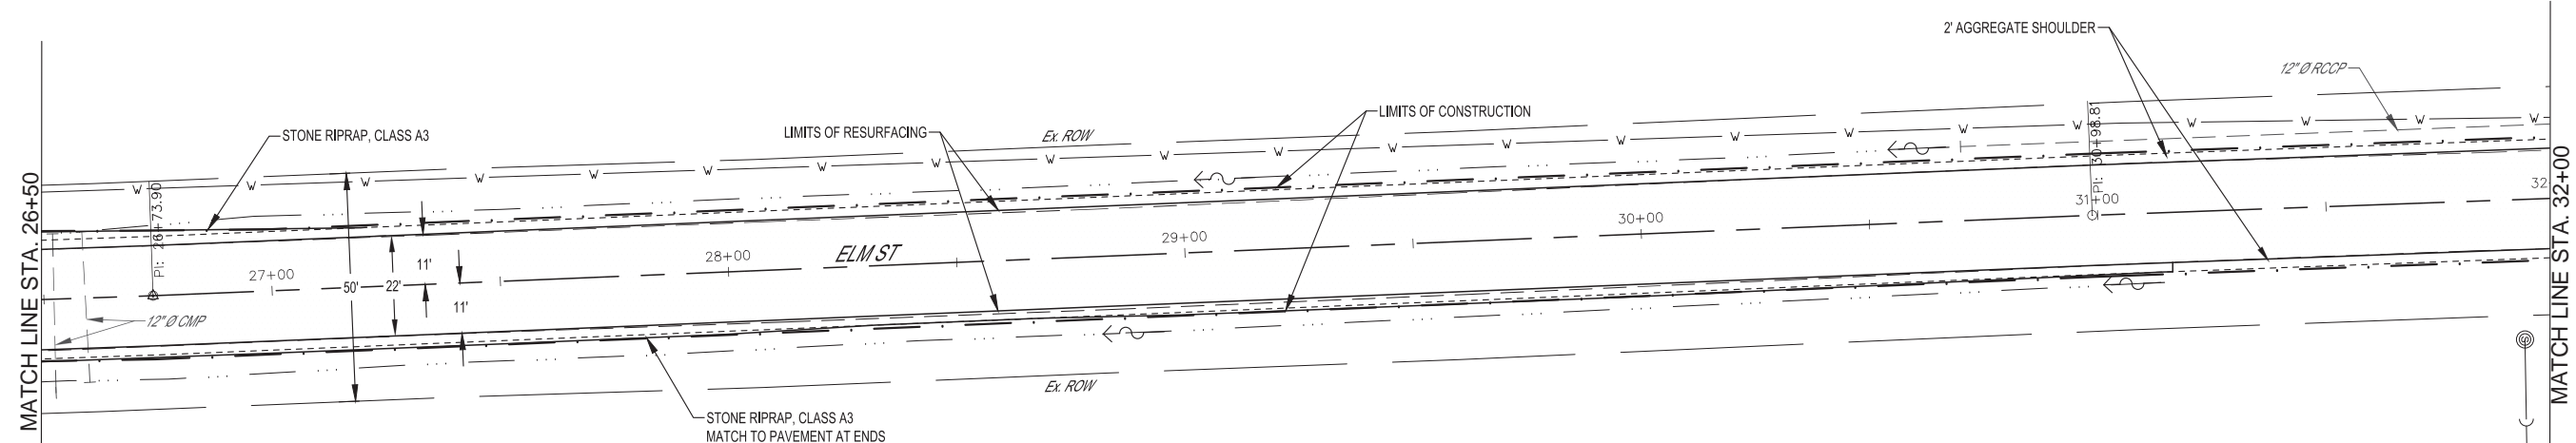 2' AGGREGATE SHOULDER
12" Ø RCCP
LIMITS OF CONSTRUCTION
LIMITS OF RESURFACING
STONE RIPRAP, CLASS A3
Ex. ROW
W W W W W W W W W W W W W W W W W W W W W W
MATCH LINE STA. 26+50
PI: 26+73.90
PI: 30+98.81
MATCH LINE STA. 32+00
27+00
28+00
29+00
30+00
31+00
32
ELM ST
50'
22'
11'
11'
12" Ø CMP
S
Ex. ROW
STONE RIPRAP, CLASS A3
MATCH TO PAVEMENT AT ENDS